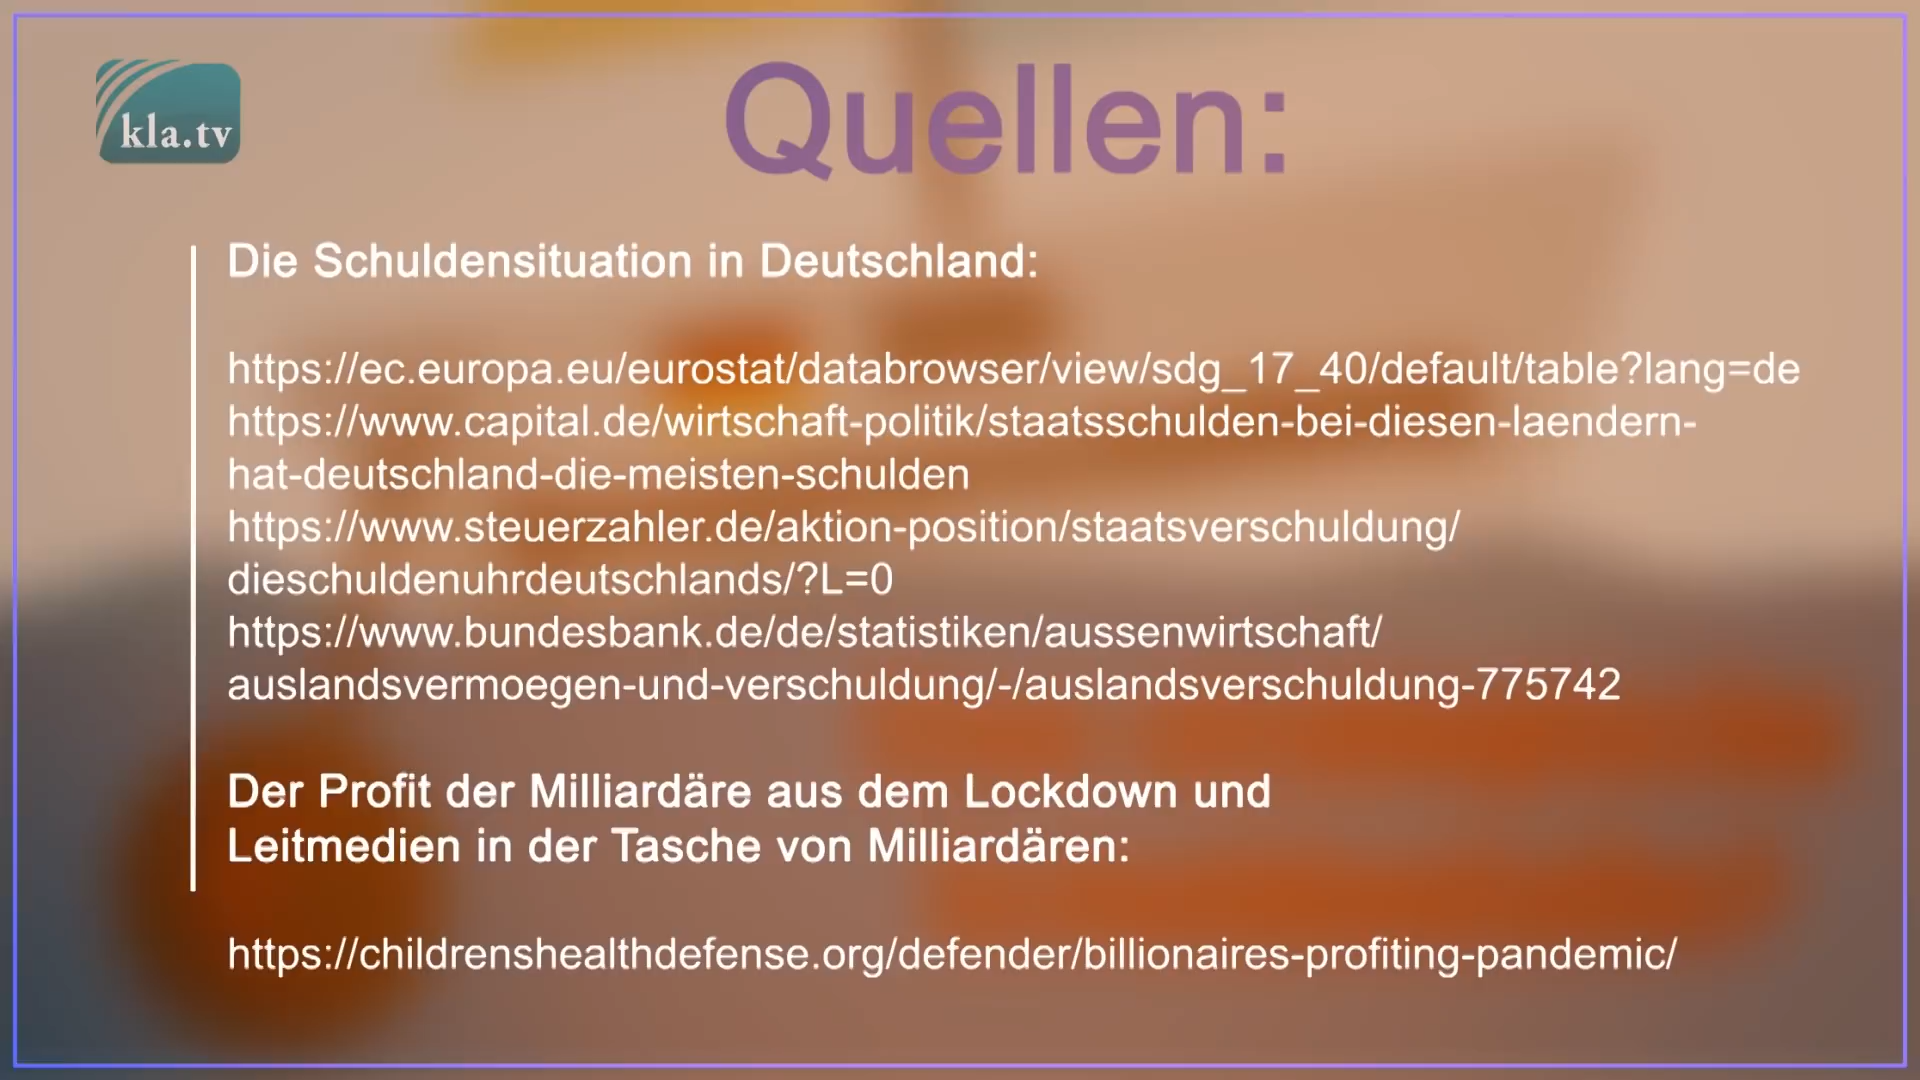 kla.tv
Quellen:
Die Schuldensituation in Deutschland:
https://ec.europa.eu/eurostat/databrowser/view/sdg_17_40/default/table?lang=de
https://www.capital.de/wirtschaft-politik/staatsschulden-bei-diesen-laendern-
hat-deutschland-die-meisten-schulden
https://www.steuerzahler.de/aktion-position/staatsverschuldung/
dieschuldenuhrdeutschlands/?L=0
https://www.bundesbank.de/de/statistiken/aussenwirtschaft/
auslandsvermoegen-und-verschuldung/-/auslandsverschuldung-775742
Der Profit der Milliardäre aus dem Lockdown und
Leitmedien in der Tasche von Milliardären:
https://childrenshealthdefense.org/defender/billionaires-profiting-pandemic/